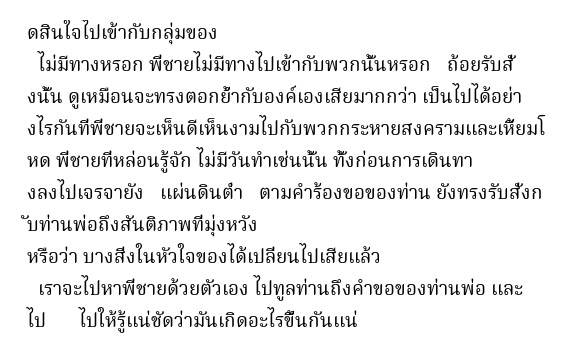 ดสินใจไปเข้ากับกลุ่มของ
ไม่มีทางหรอก พี่ชายไม่มีทางไปเข้ากับพวกนั้นหรอก ถ้อยรับสั่
งนั้น ดูเหมือนจะทรงตอกย้ำกับองค์เองเสียมากกว่า เป็นไปได้อย่า
งไรกันที่พี่ชายจะเห็นดีเห็นงามไปกับพวกกระหายสงครามและเหี้ยมโ
หด พี่ชายที่หล่อนรู้จัก ไม่มีวันทำเช่นนั้น ทั้งก่อนการเดินทา
งลงไปเจรจายัง แผ่นดินต่ำ ตามคำร้องขอของท่าน ยังทรงรับสั่งก
ับท่านพ่อถึงสันติภาพที่มุ่งหวัง
หรือว่า บางสิ่งในหัวใจของได้เปลี่ยนไปเสียแล้ว
เราจะไปหาพี่ชายด้วยตัวเอง ไปทูลท่านถึงคำขอของท่านพ่อ และ
ไป ไปให้รู้แน่ชัดว่ามันเกิดอะไรขึ้นกันแน่